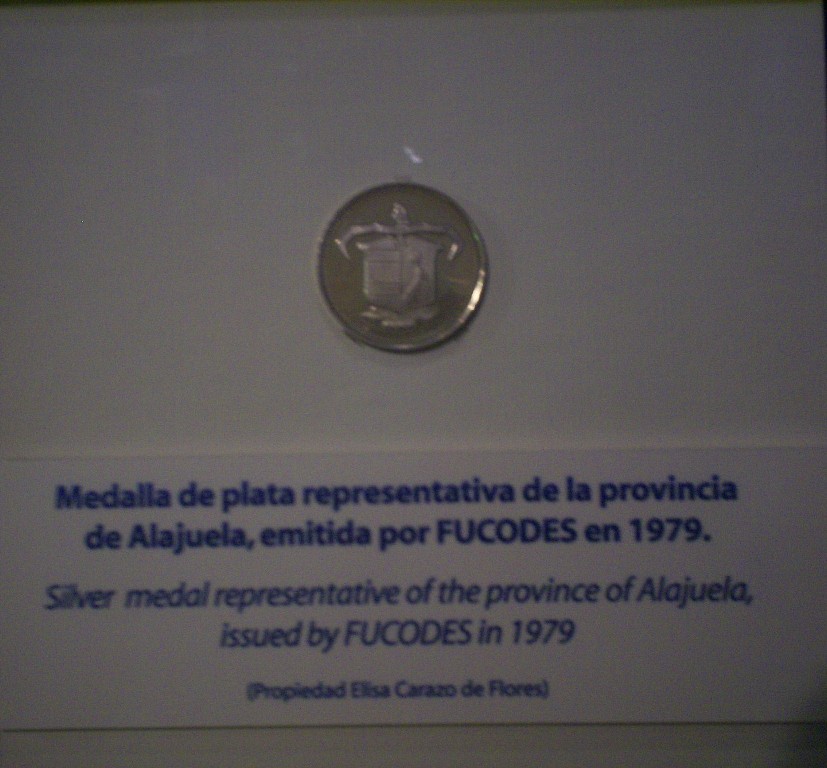 Medalla de plata representativa de la provincia
de Alajuela, emitida por FUCODES en 1979.
Silver medal representative of the province of Alajuela,
issued by FUCODES in 1979
(Propiedad Elisa Carazo de Flores)